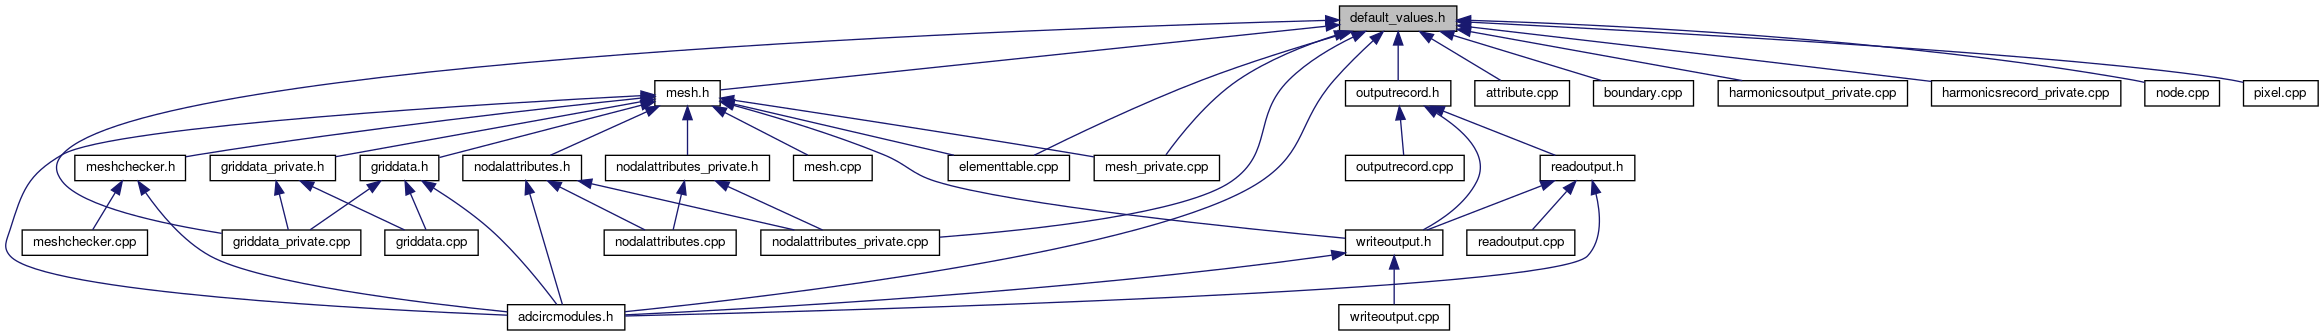 default_values.h
mesh.h
outputrecord.h
attribute.cpp
boundary.cpp
harmonicsoutput_private.cpp
harmonicsrecord_private.cpp
node.cpp
pixel.cpp
meshchecker.h
griddata_private.h
griddata.h
nodalattributes.h
nodalattributes_private.h
mesh.cpp
elementtable.cpp
mesh_private.cpp
outputrecord.cpp
readoutput.h
meshchecker.cpp
griddata_private.cpp
griddata.cpp
nodalattributes.cpp
nodalattributes_private.cpp
writeoutput.h
readoutput.cpp
adcircmodules.h
writeoutput.cpp